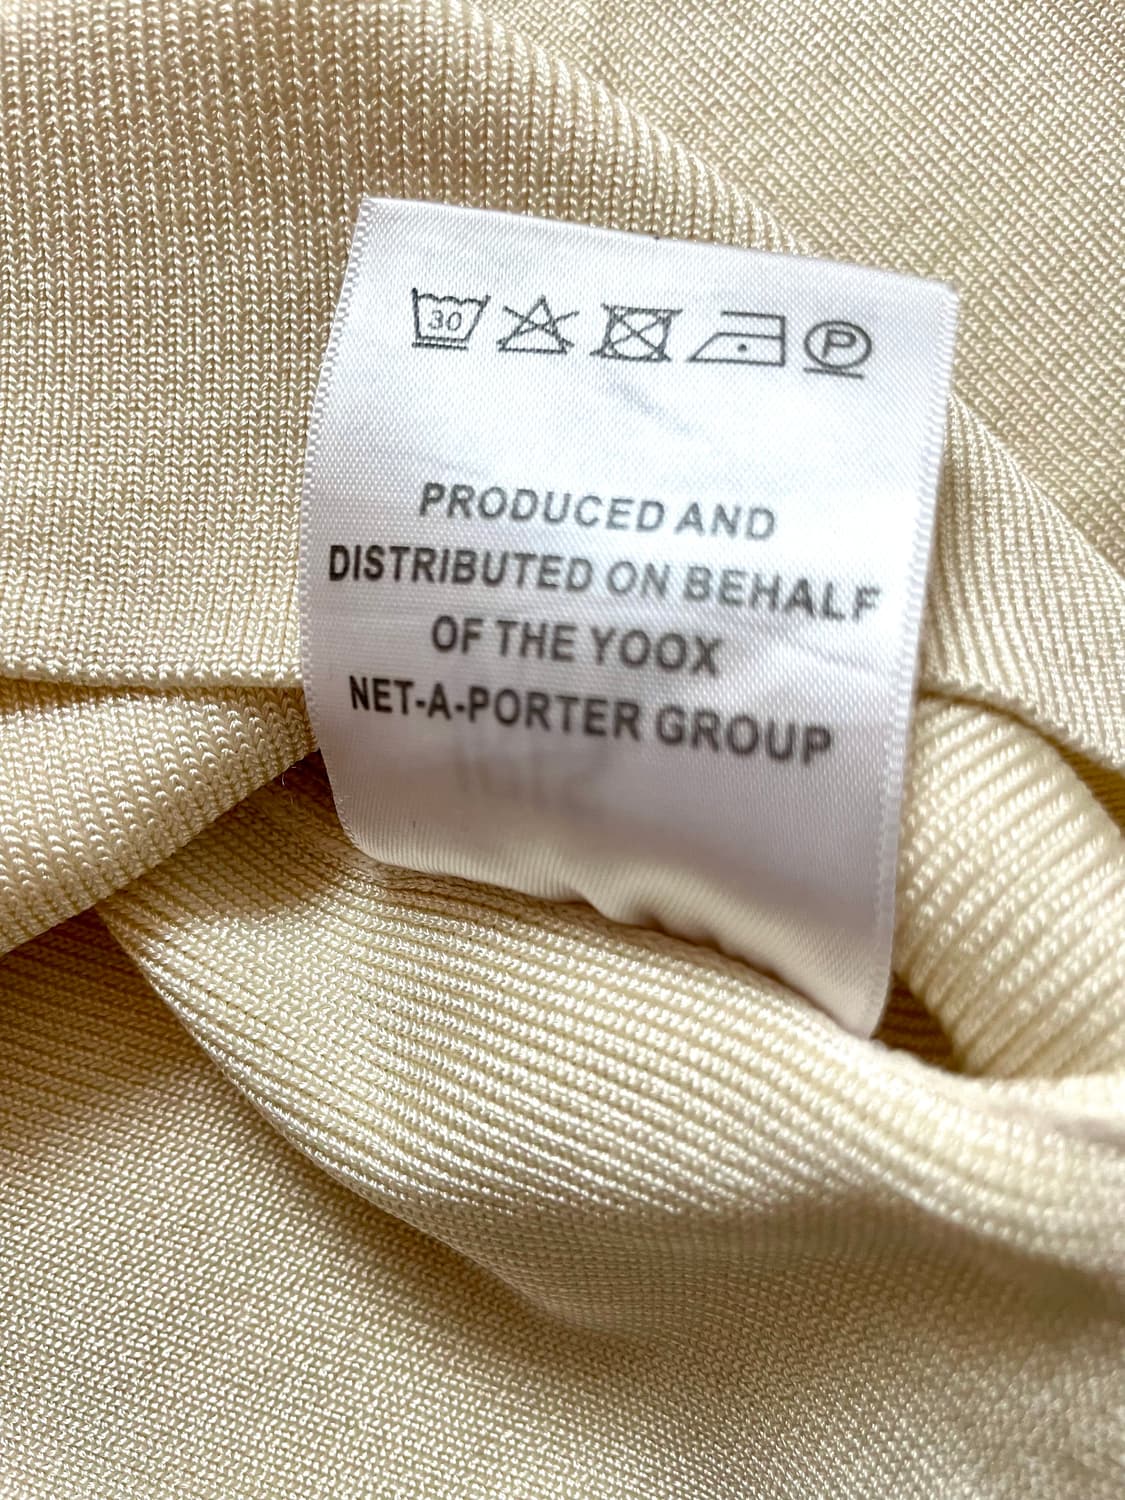 30
P
PRODUCED AND
DISTRIBUTED ON BEHALF
OF THE YOOX
NET-A-PORTER GROUP